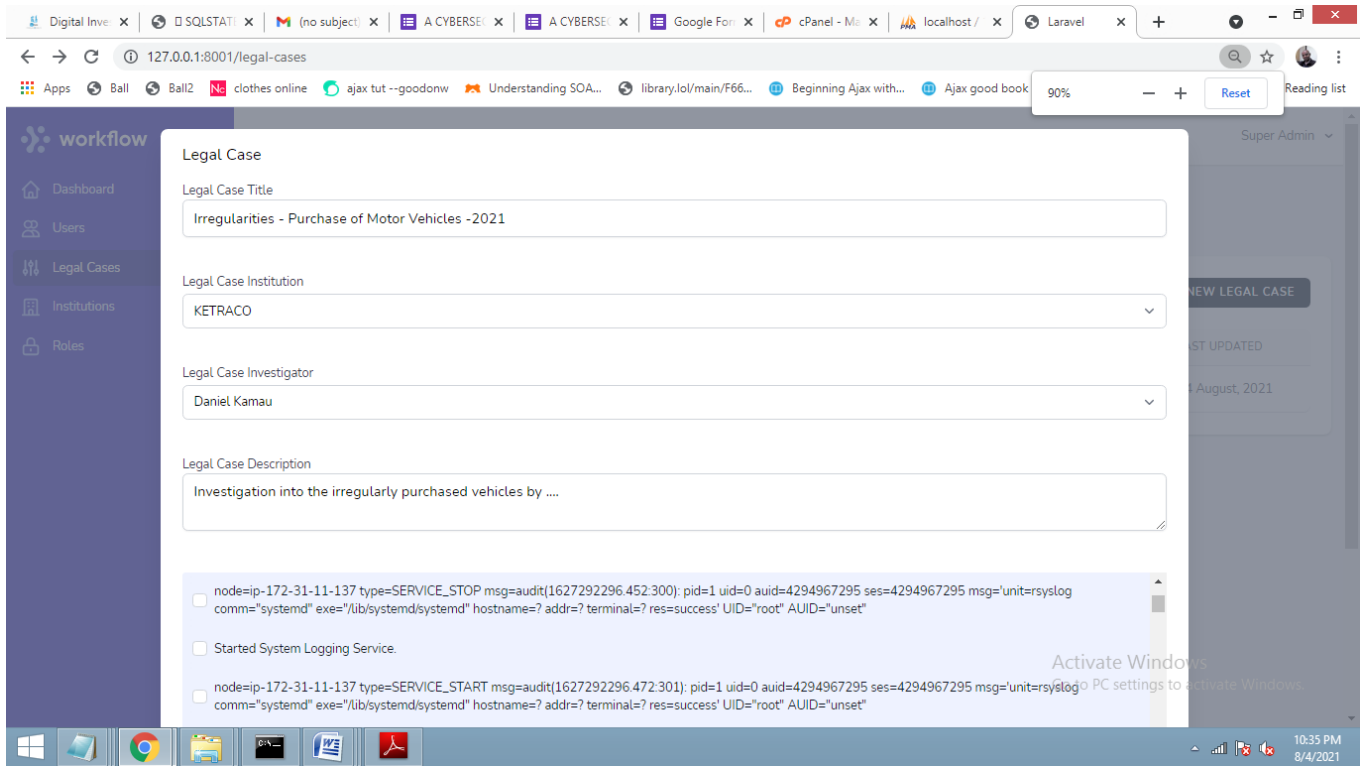 Digital Inve
SQLSTAT
(no subject)
A CYBERSE
A CYBERSE
Google For
cPanel - Ma
localhost /
Laravel
127.0.0.1:8001/legal-cases
Apps
Ball
Ball2
Nc clothes online
ajax tut --goodonw
Understanding SOA...
library.lol/main/F66...
Beginning Ajax with...
Ajax good book
Reading list
90%
Reset
workflow
Super Admin
Dashboard
Users
Legal Cases
Institutions
Roles
Legal Case
Legal Case Title
Irregularities - Purchase of Motor Vehicles -2021
Legal Case Institution
KETRACO
NEW LEGAL CASE
ST UPDATED
Legal Case Investigator
Daniel Kamau
4 August, 2021
Legal Case Description
Investigation into the irregularly purchased vehicles by ....
node=ip-172-31-11-137 type=SERVICE_STOP msg=audit(1627292296.452:300): pid=1 uid=0 auid=4294967295 ses=4294967295 msg='unit=rsyslog
comm="systemd" exe="/lib/systemd/systemd" hostname=? addr=? terminal=? res=success' UID="root" AUID="unset"
Started System Logging Service.
node=ip-172-31-11-137 type=SERVICE_START msg=audit(1627292296.472:301): pid=1 uid=0 auid=4294967295 ses=4294967295 msg='unit=rsyslog
comm="systemd" exe="/lib/systemd/systemd" hostname=? addr=? terminal=? res=success' UID="root" AUID="unset"
Activate Windows
Go to PC settings to activate Windows.
10:35 PM
8/4/2021